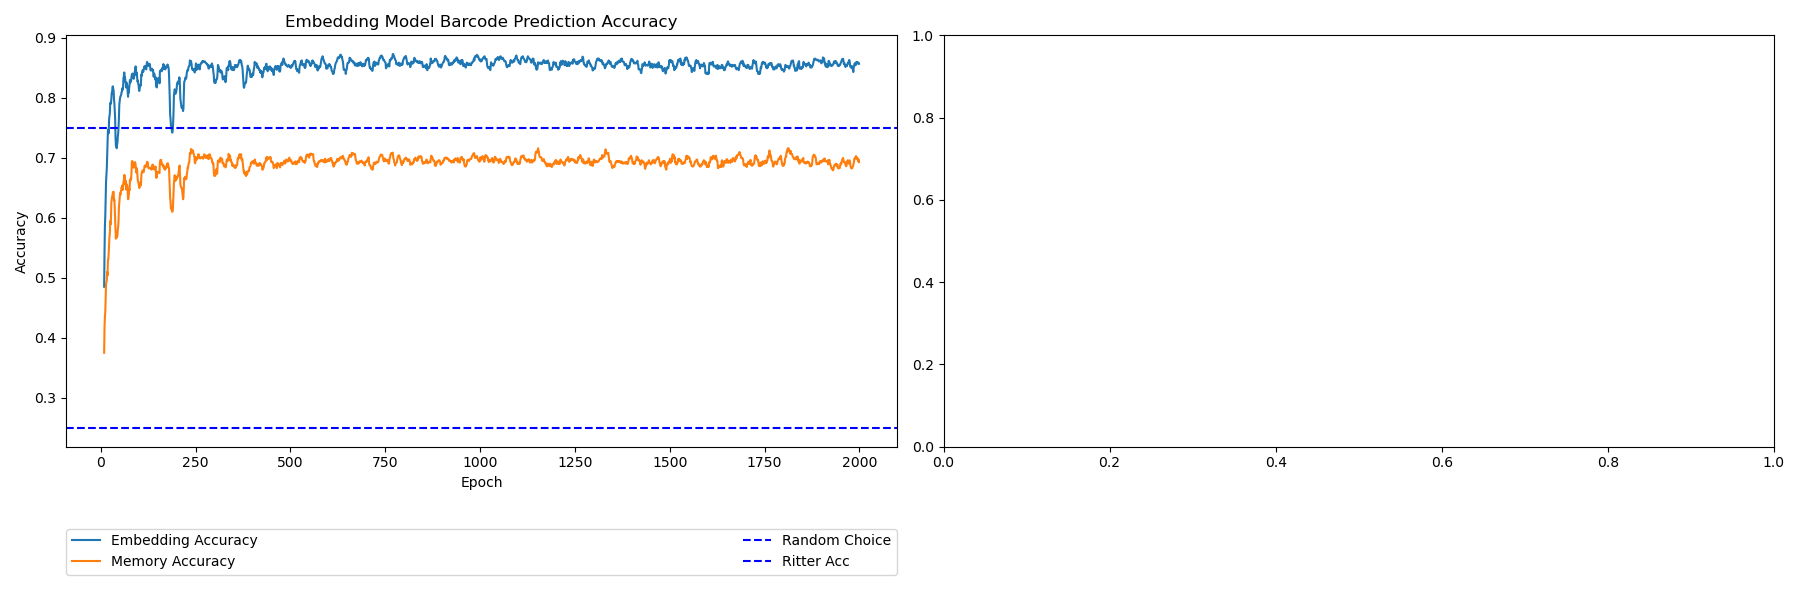 Embedding Model Barcode Prediction Accuracy
Accuracy
0.9
0.8
0.7
0.6
0.5
0.4
0.3
0 250 500 750 1000 1250 1500 1750 2000
Epoch
Embedding Accuracy
Memory Accuracy
Random Choice
Ritter Acc
1.0
0.8
0.6
0.4
0.2
0.0
0.0 0.2 0.4 0.6 0.8 1.0